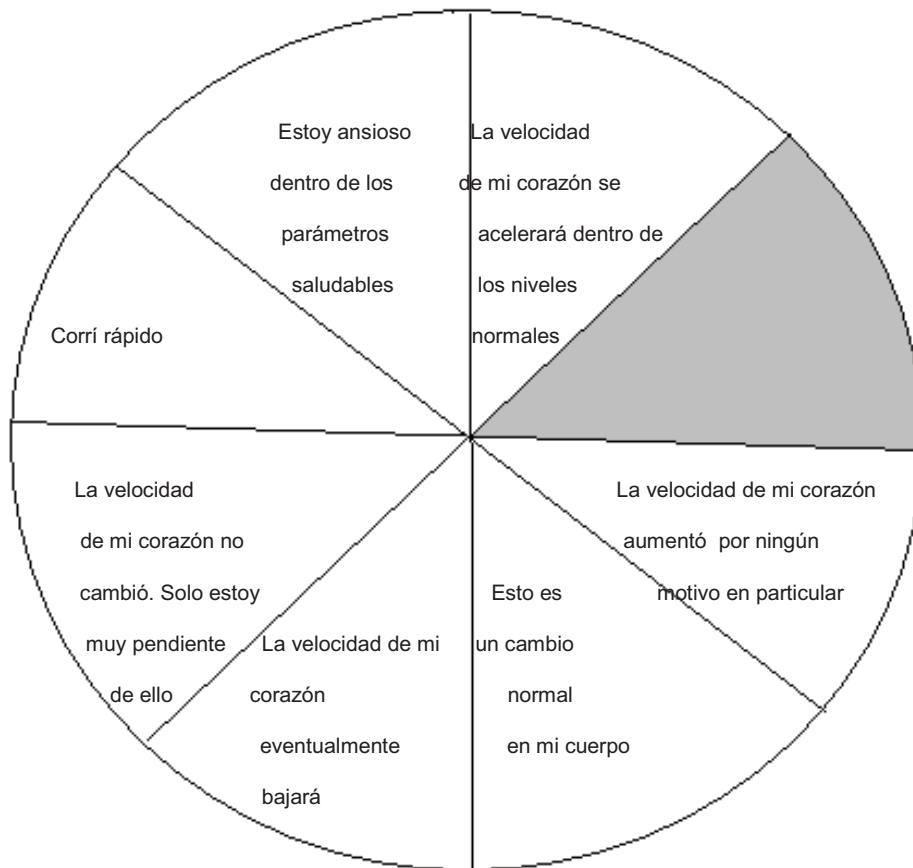 Estoy ansioso
dentro de los
parámetros
saludables
La velocidad
de mi corazón se
acelerará dentro de
los niveles
normales
Corrí rápido
La velocidad
de mi corazón no
cambió. Solo estoy
muy pendiente
de ello
La velocidad de mi
corazón
eventualmente
bajará
Esto es
un cambio
normal
en mi cuerpo
La velocidad de mi corazón
aumentó por ningún
motivo en particular